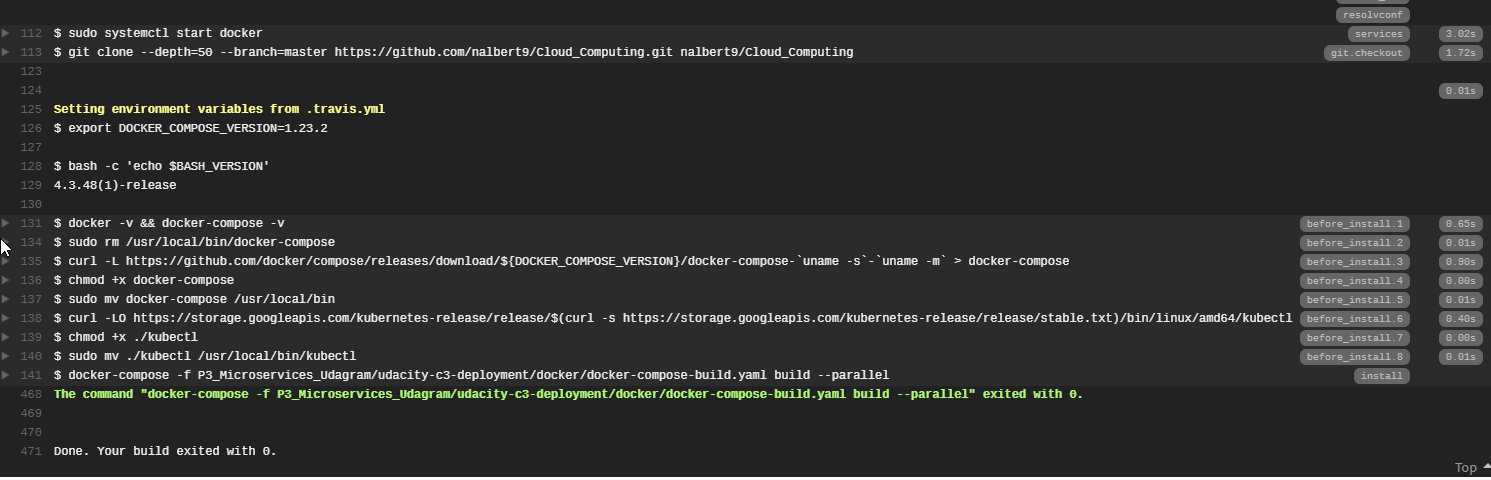 resolvconf
112 $ sudo systemctl start docker services 3.02s
113 $ git clone --depth=50 --branch=master https://github.com/nalbert9/Cloud_Computing.git nalbert9/Cloud_Computing git.checkout 1.72s
123
124 0.01s
125 Setting environment variables from .travis.yml
126 $ export DOCKER_COMPOSE_VERSION=1.23.2
127
128 $ bash -c 'echo $BASH_VERSION'
129 4.3.48(1)-release
130
131 $ docker -v && docker-compose -v before_install.1 0.65s
134 $ sudo rm /usr/local/bin/docker-compose before_install.2 0.01s
135 $ curl -L https://github.com/docker/compose/releases/download/${DOCKER_COMPOSE_VERSION}/docker-compose-`uname -s`-`uname -m` > docker-compose before_install.3 0.90s
136 $ chmod +x docker-compose before_install.4 0.00s
137 $ sudo mv docker-compose /usr/local/bin before_install.5 0.01s
138 $ curl -LO https://storage.googleapis.com/kubernetes-release/release/$(curl -s https://storage.googleapis.com/kubernetes-release/release/stable.txt)/bin/linux/amd64/kubectl before_install.6 0.40s
139 $ chmod +x ./kubectl before_install.7 0.00s
140 $ sudo mv ./kubectl /usr/local/bin/kubectl before_install.8 0.01s
141 $ docker-compose -f P3_Microservices_Udagram/udacity-c3-deployment/docker/docker-compose-build.yaml build --parallel install
468 The command "docker-compose -f P3_Microservices_Udagram/udacity-c3-deployment/docker/docker-compose-build.yaml build --parallel" exited with 0.
469
470
471 Done. Your build exited with 0.
Top